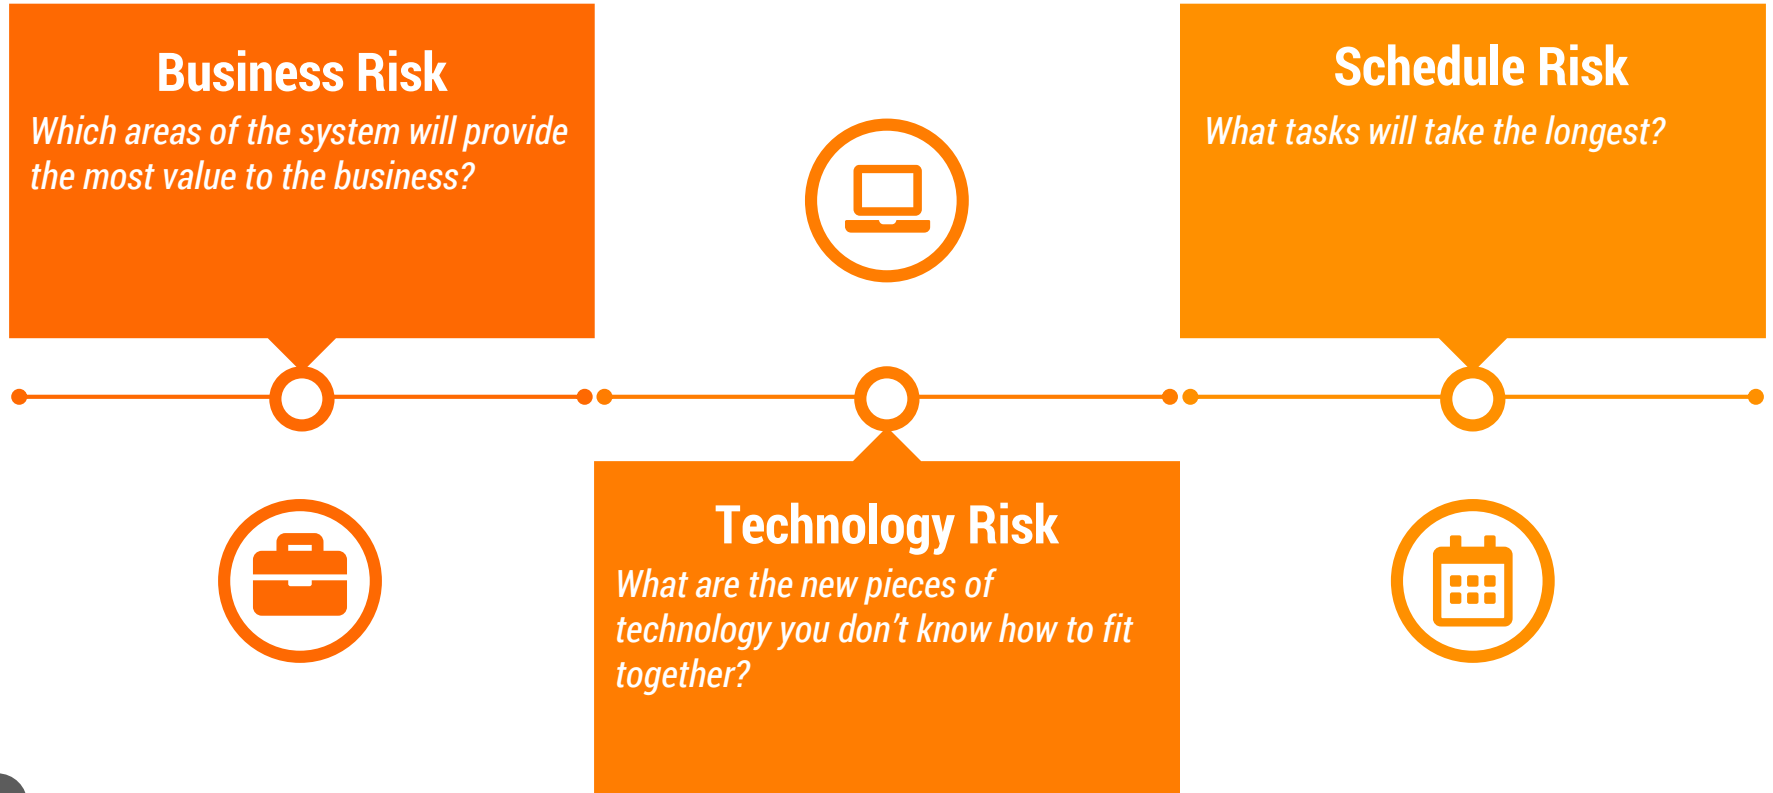 Business Risk
Which areas of the system will provide
the most value to the business?
Technology Risk
What are the new pieces of
technology you don't know how to fit
together?
Schedule Risk
What tasks will take the longest?